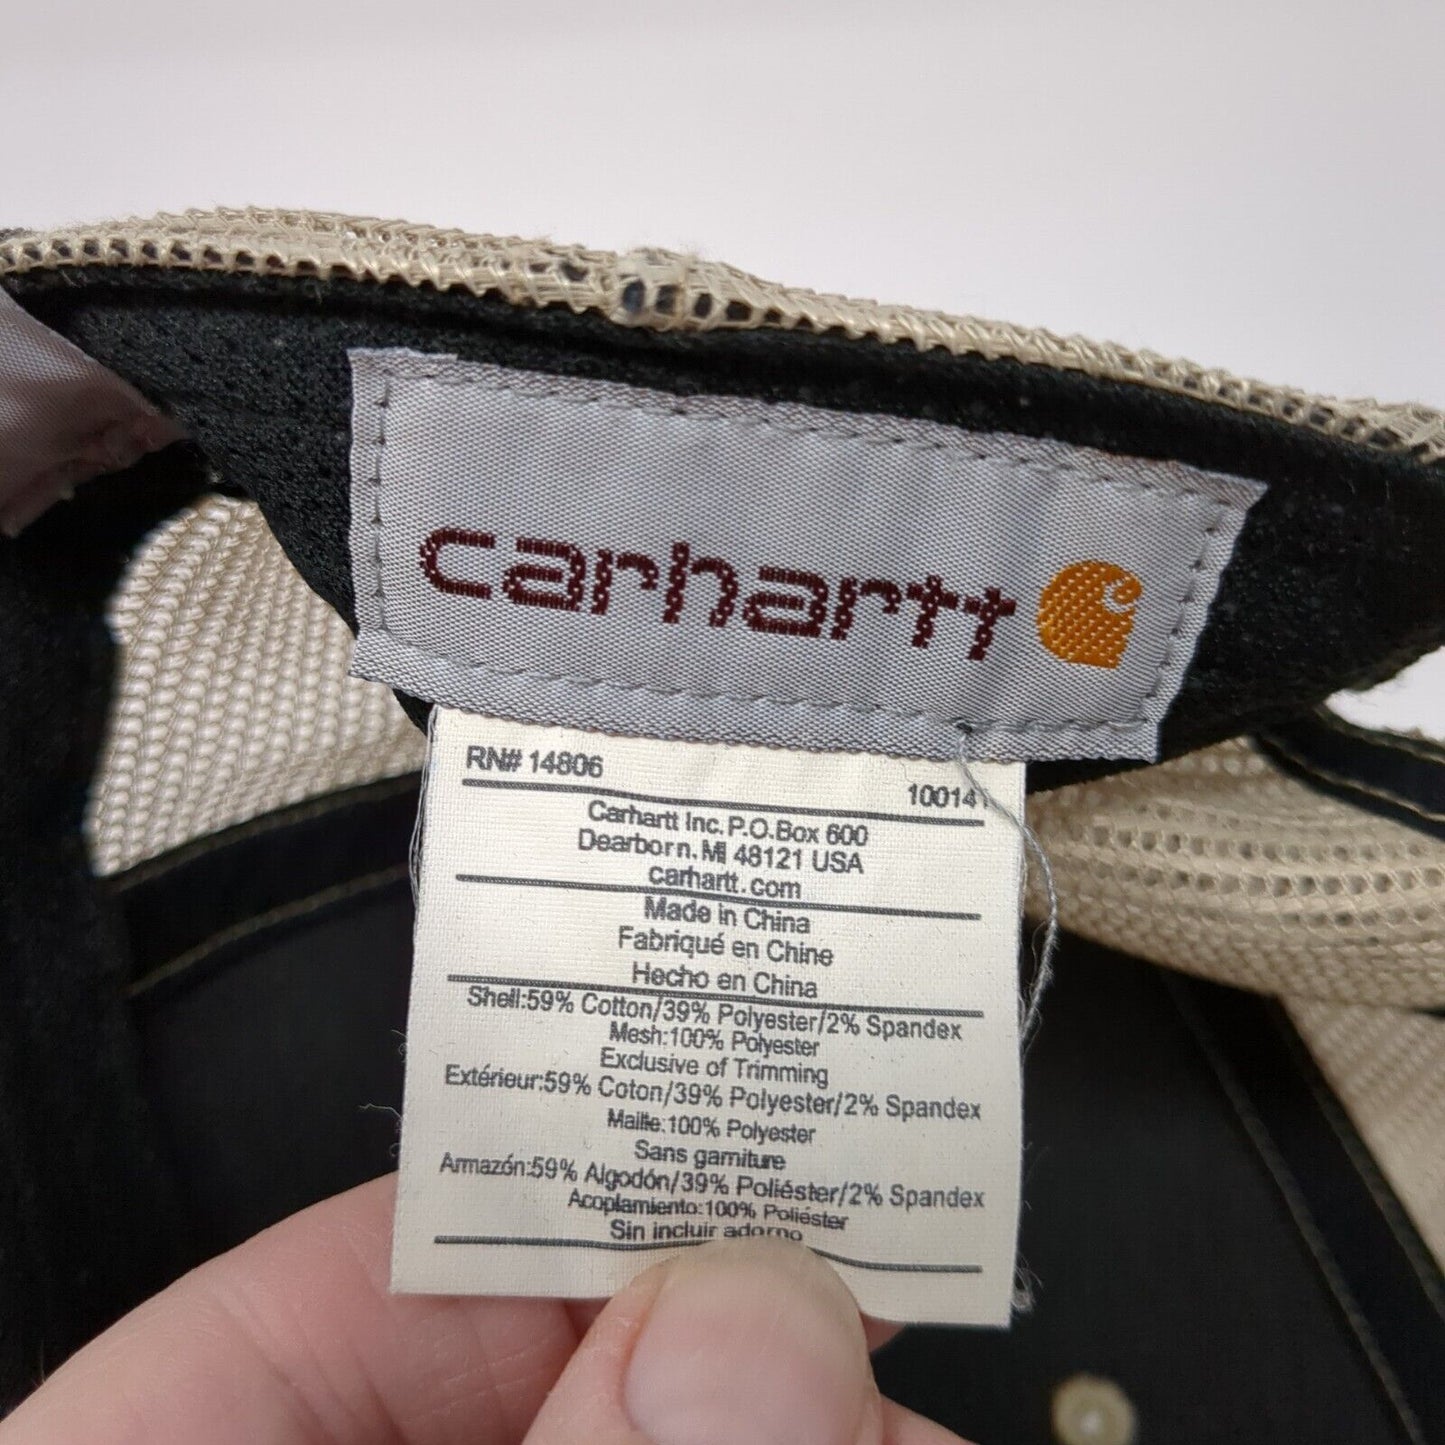 carhartt
RN# 14806
10014
Carhartt Inc. P.O.Box 600
Dearborn. MI 48121 USA
carhartt.com
Made in China
Fabriqué en Chine
Hecho en China
Shell:59% Cotton/39% Polyester/2% Spandex
Mesh:100% Polyester
Exclusive of Trimming
Extérieur:59% Coton/39% Polyester/2% Spandex
Maille:100% Polyester
Sans garniture
Armazón:59% Algodón/39% Poliéster/2% Spandex
Acoplamiento:100% Poliéster
Sin incluir adorno